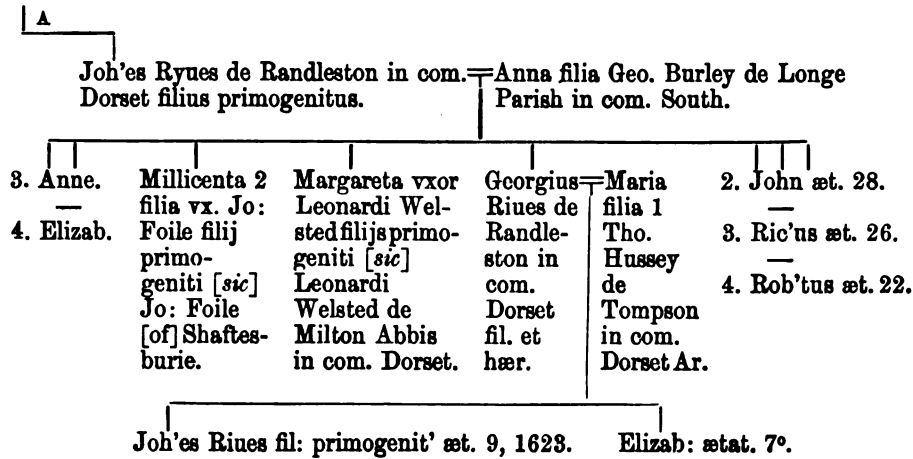 A
Joh'es Ryues de Randleston in com.
Dorset filius primogenitus.
Anna filia Geo. Burley de Longe
Parish in com. South.
3. Anne.
4. Elizab.
Millicenta 2
filia vx. Jo:
Foile filij
primo-
geniti [sic]
Jo: Foile
[of] Shaftes-
burie.
Margareta vxor
Leonardi Wel-
sted filijs primo-
geniti [sic]
Leonardi
Welsted de
Milton Abbis
in com. Dorset.
Georgius
Riues de
Randle-
ston in
com.
Dorset
fil. et
hær.
Maria
filia 1
Tho.
Hussey
de
Tompson
in com.
Dorset Ar.
2. John æt. 28.
3. Ric'us æt. 26.
4. Rob'tus æt. 22.
Joh'es Riues fil: primogenit' æt. 9, 1623.
Elizab: ætat. 7º.